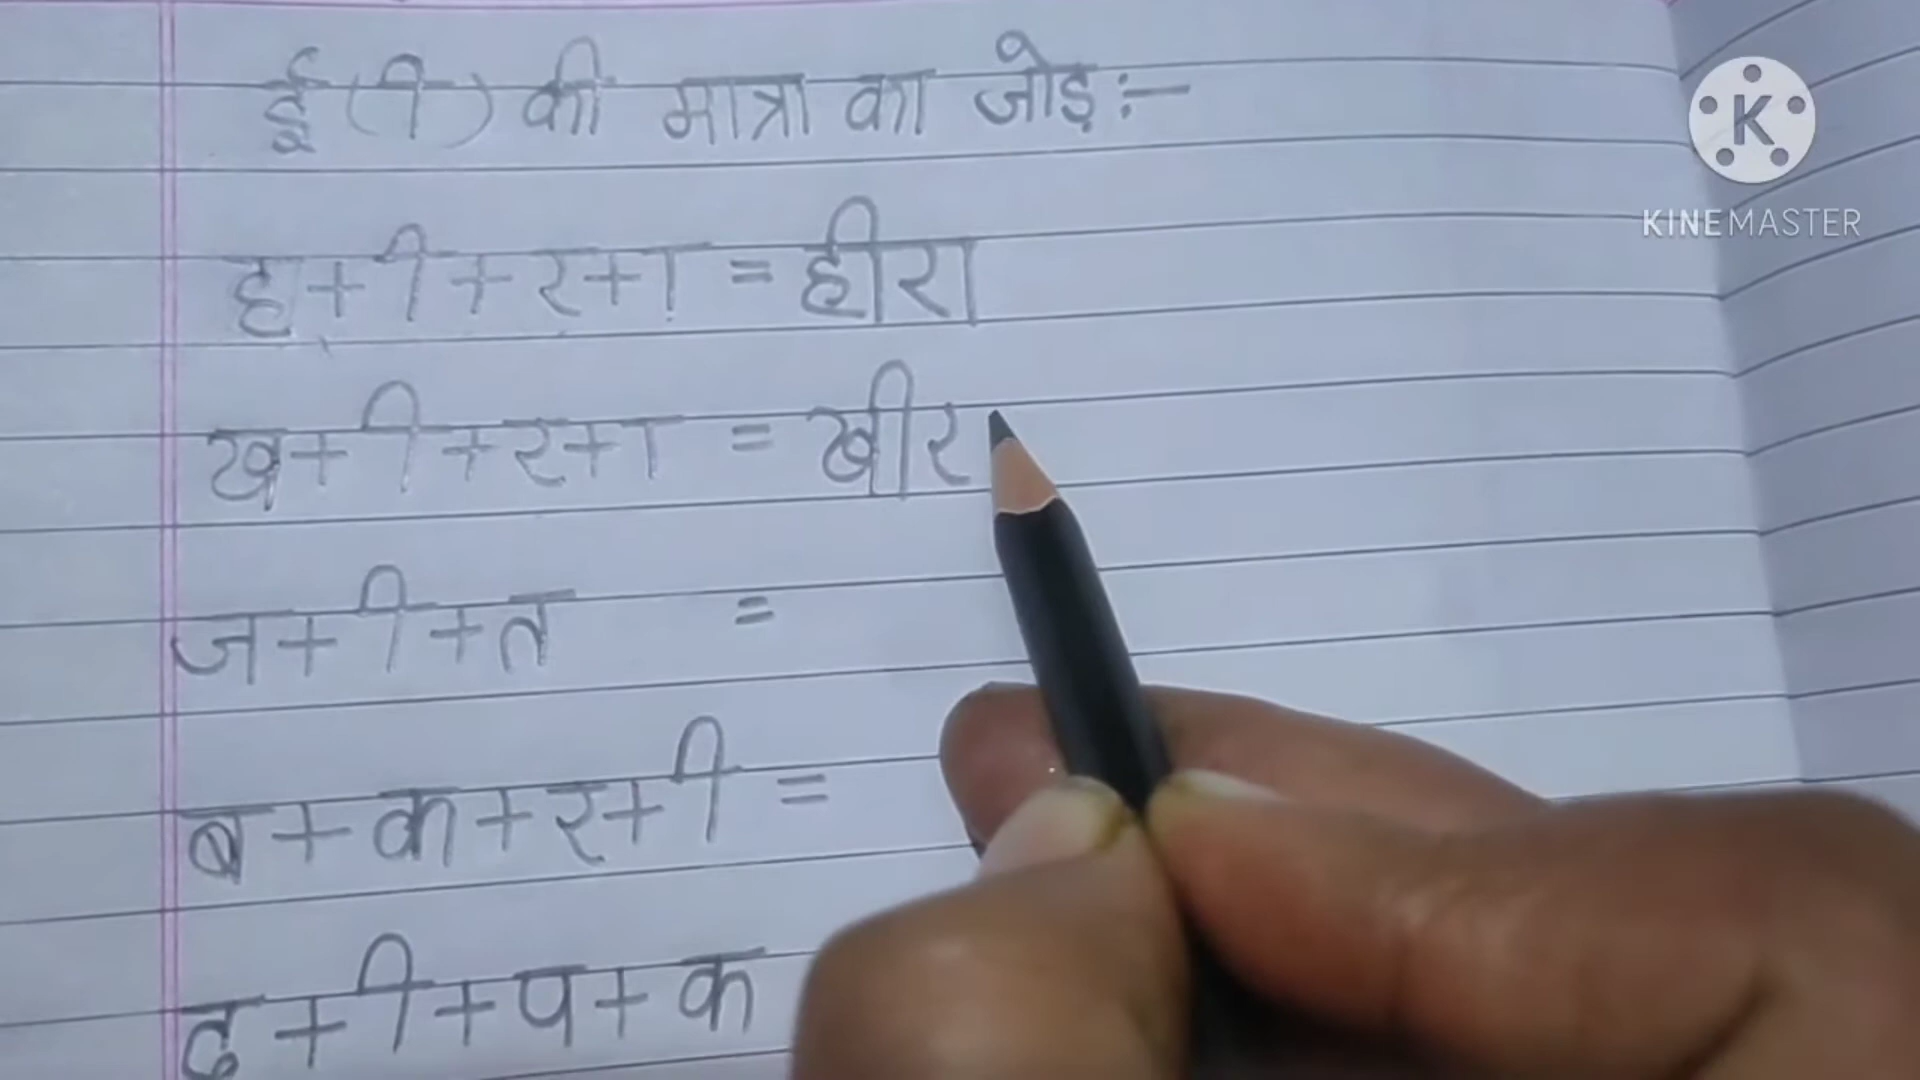 ई (ी) की मात्रा का जोड़ :-
ह + ी + र + ा = हीरा
ख + ी + र + ा = खीर
ज + ी + त =
ब + क + र + ी =
द + ी + प + क
K
KINEMASTER